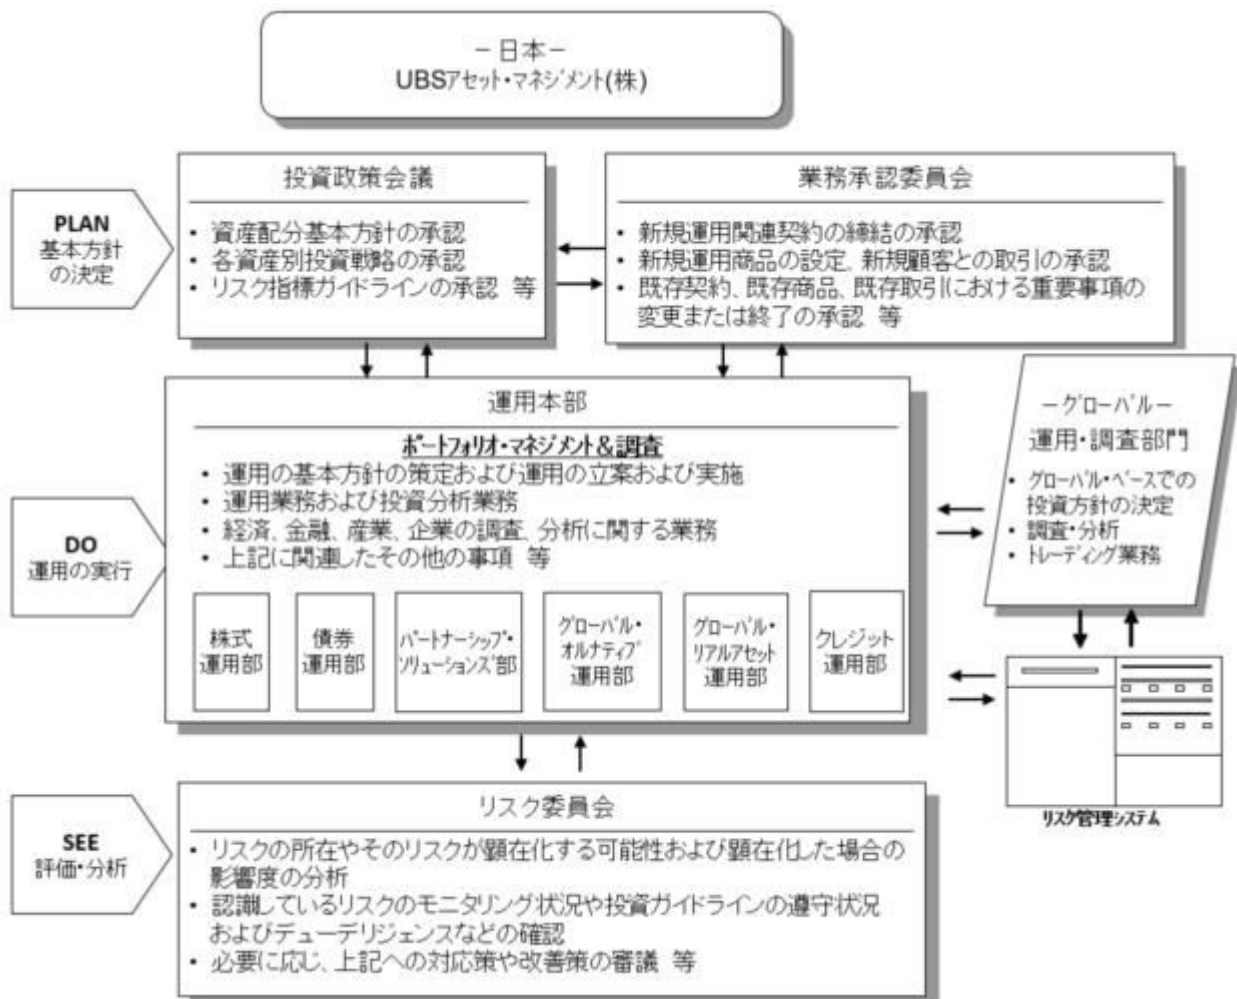 －日本－
UBSｱｾｯﾄ･ﾏﾈｼﾞﾒﾝﾄ(株)
PLAN
基本方針
の決定
投資政策会議
・ 資産配分基本方針の承認
・ 各資産別投資戦略の承認
・ リスク指標ガイドラインの承認 等
業務承認委員会
・ 新規運用関連契約の締結の承認
・ 新規運用商品の設定、新規顧客との取引の承認
・ 既存契約、既存商品、既存取引における重要事項の
変更または終了の承認 等
DO
運用の実行
運用本部
ﾎﾟｰﾄﾌｫﾘｵ･ﾏﾈｼﾞﾒﾝﾄ＆調査
・ 運用の基本方針の策定および運用の立案および実施
・ 運用業務および投資分析業務
・ 経済、金融、産業、企業の調査、分析に関する業務
・ 上記に関連したその他の事項 等
株式
運用部
債券
運用部
ﾊﾟｰﾄﾅｰｼｯﾌﾟ･
ｿﾘｭｰｼｮﾝｽﾞ部
ｸﾞﾛｰﾊﾞﾙ･
ｵﾙﾅﾃｨﾌﾞ
運用部
ｸﾞﾛｰﾊﾞﾙ･
ﾘｱﾙｱｾｯﾄ
運用部
クレジット
運用部
－ｸﾞﾛｰﾊﾞﾙ－
運用・調査部門
・ ｸﾞﾛｰﾊﾞﾙ･ﾍﾞｰｽでの
投資方針の決定
・ 調査・分析
・ ﾄﾚｰﾃﾞｨﾝｸﾞ業務
リスク管理システム
SEE
評価・分析
リスク委員会
・ リスクの所在やそのリスクが顕在化する可能性および顕在化した場合の
影響度の分析
・ 認識しているリスクのモニタリング状況や投資ガイドラインの遵守状況
およびデューデリジェンスなどの確認
・ 必要に応じ、上記への対応策や改善策の審議 等